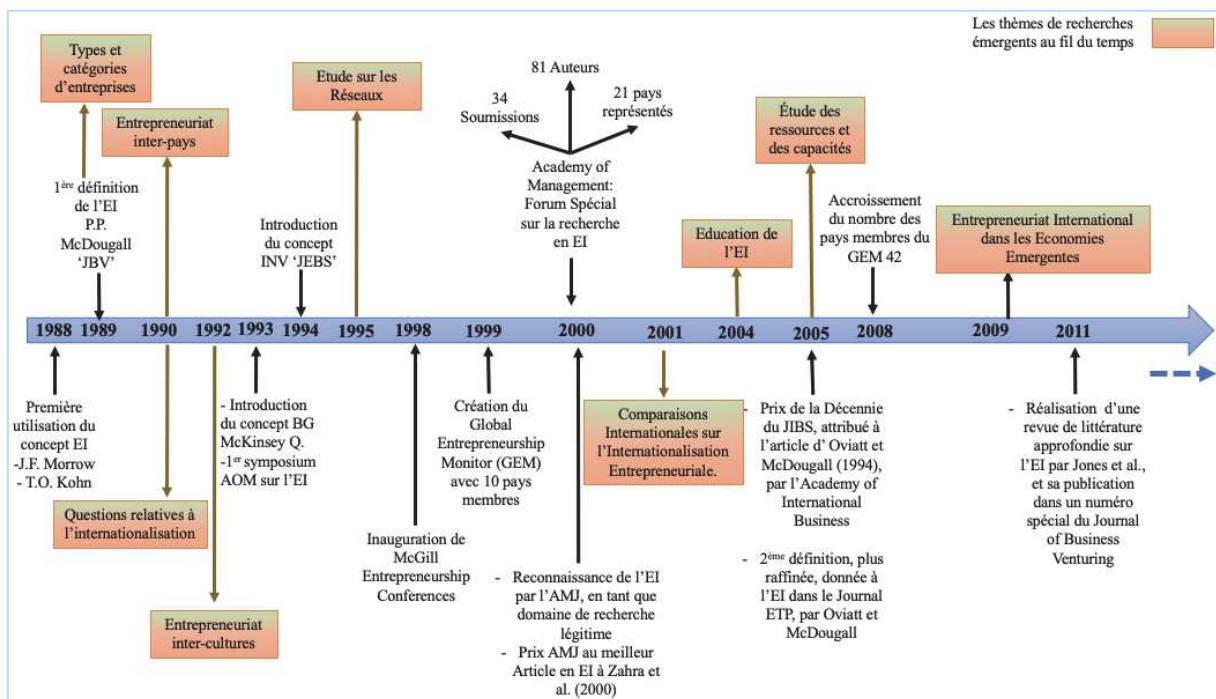 Les thèmes de recherches
émergents au fil du temps
Types et
catégories
d'entreprises
Entrepreneuriat
inter-pays
1ère définition
de l'EI
P.P.
McDougall
'JBV'
Introduction
du concept
INV 'JEBS'
Etude sur les
Réseaux
34
Soumissions
81 Auteurs
21 pays
représentés
Academy of
Management:
Forum Spécial
sur la recherche
en EI
Education de
l'EI
Étude des
ressources et
des capacités
Accroissement
du nombre des
pays membres du
GEM 42
Entrepreneuriat International
dans les Economies
Emergentes
1988 1989 1990 1992 1993 1994 1995 1998 1999 2000 2001 2004 2005 2008 2009 2011
Première
utilisation du
concept EI
-J.F. Morrow
- T.O. Kohn
Questions relatives à
l'internationalisation
Entrepreneuriat
inter-cultures
- Introduction
du concept BG
McKinsey Q.
-1er symposium
AOM sur l'EI
Inauguration de
McGill
Entrepreneurship
Conferences
Création du
Global
Entrepreneurship
Monitor (GEM)
avec 10 pays
membres
- Reconnaissance de l'EI
par l'AMJ, en tant que
domaine de recherche
légitime
- Prix AMJ au meilleur
Article en EI à Zahra et
al. (2000)
Comparaisons
Internationales sur
l'Internationalisation
Entrepreneuriale.
- Prix de la Décennie
du JIBS, attribué à
l'article d' Oviatt et
McDougall (1994),
par l'Academy of
International
Business
- 2ème définition, plus
raffinée, donnée à
l'EI dans le Journal
ETP, par Oviatt et
McDougall
- Réalisation d'une
revue de littérature
approfondie sur
l'EI par Jones et al.,
et sa publication
dans un numéro
spécial du Journal
of Business
Venturing